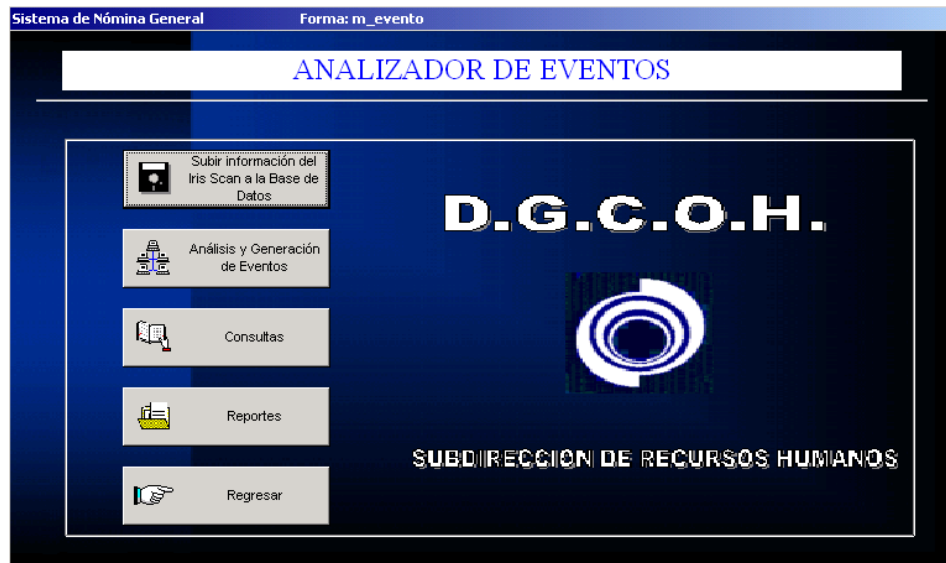 Sistema de Nómina General Forma: m_evento
ANALIZADOR DE EVENTOS
Subir información del
Iris Scan a la Base de
Datos
D.G.C.O.H.
Análisis y Generación
de Eventos
Consultas
Reportes
SUBDIRECCION DE RECURSOS HUMANOS
Regresar